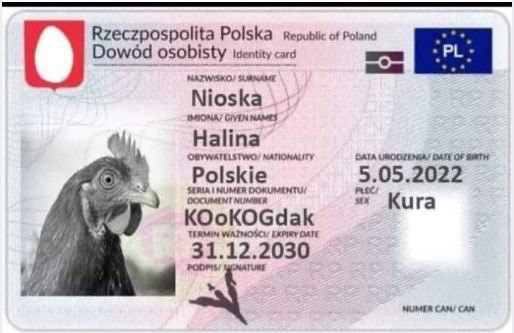 Rzeczpospolita Polska Republic of Poland
Dowód osobisty Identity card
PL
NAZWISKO/ SURNAME
Nioska
IMIONA/ GIVEN NAMES
Halina
OBYWATELSTWO/ NATIONALITY
Polskie
DATA URODZENIA/ DATE OF BIRTH
5.05.2022
SERIA I NUMER DOKUMENTU/
DOCUMENT NUMBER
KOoKOGdak
PŁEĆ/
SEX
Kura
TERMIN WAŻNOŚCI/ EXPIRY DATE
31.12.2030
PODPIS/ SIGNATURE
NUMER CAN/ CAN